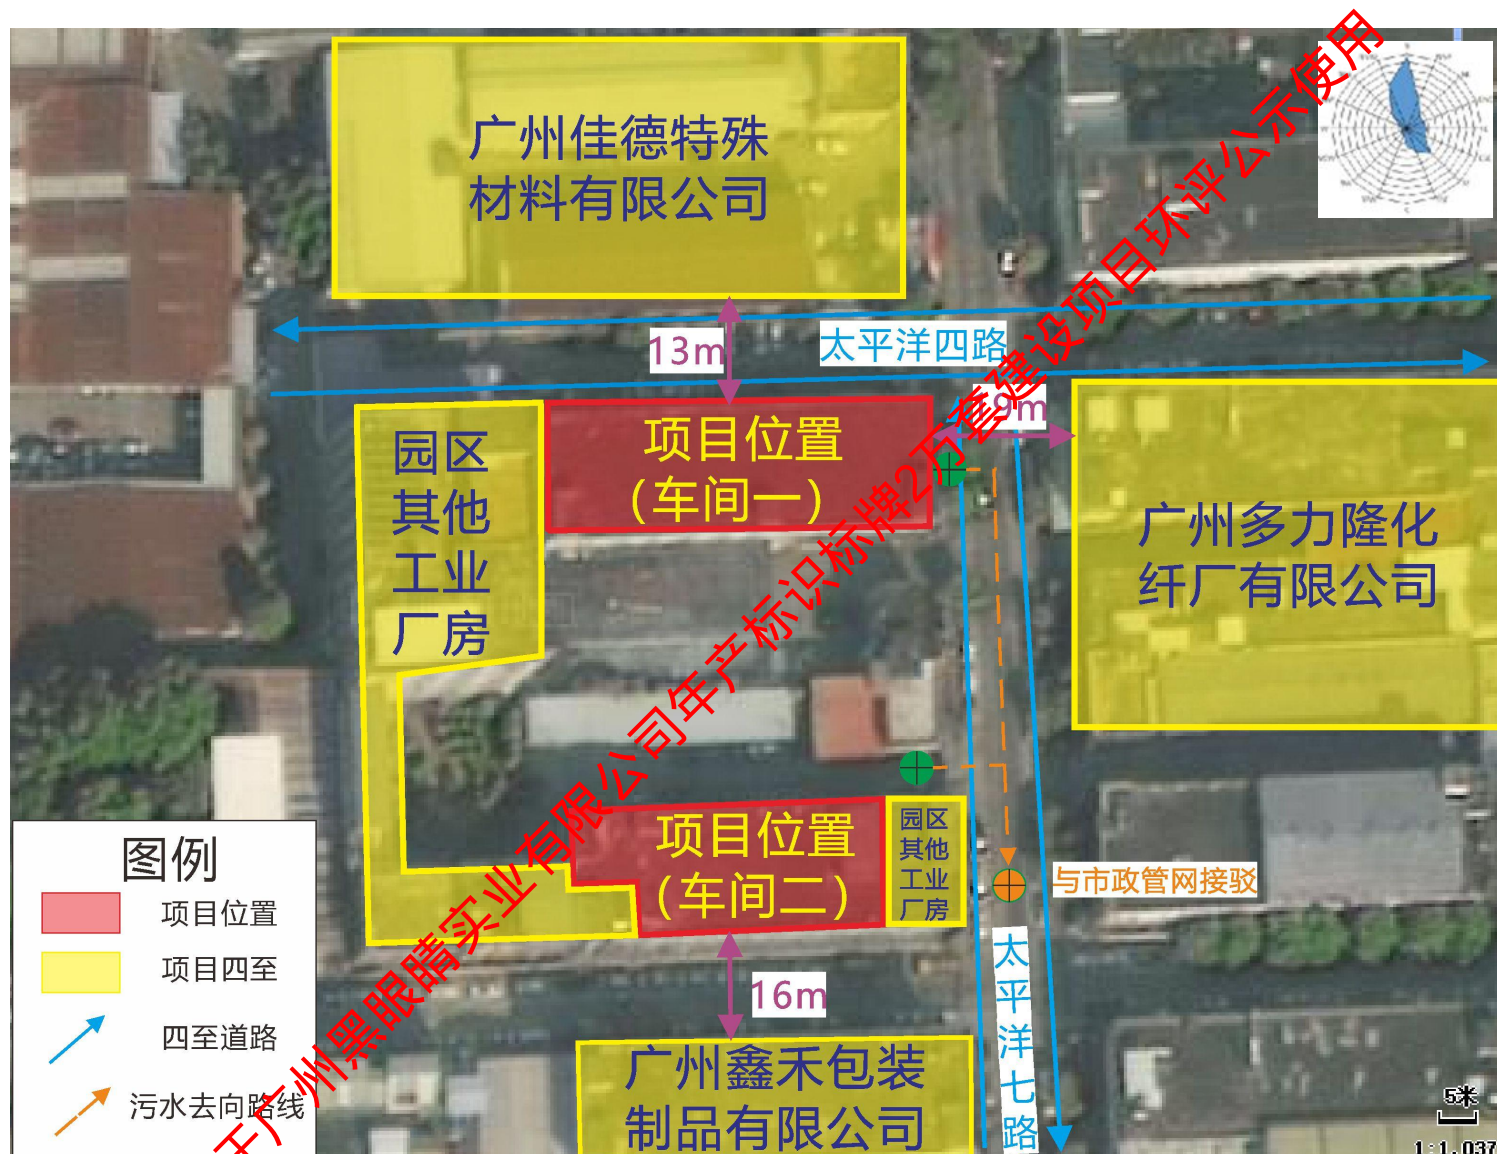 广州佳德特殊
材料有限公司
13m
太平洋四路
9m
项目位置
（车间一）
园区
其他
工业
厂房
广州多力隆化
纤厂有限公司
项目位置
（车间二）
园区
其他
工业
厂房
与市政管网接驳
16m
太平洋七路
广州鑫禾包装
制品有限公司
图例
项目位置
项目四至
四至道路
污水去向路线
5米
1:1,037
广州黑眼睛实业有限公司年产标识标牌2万套建设项目环评公示使用